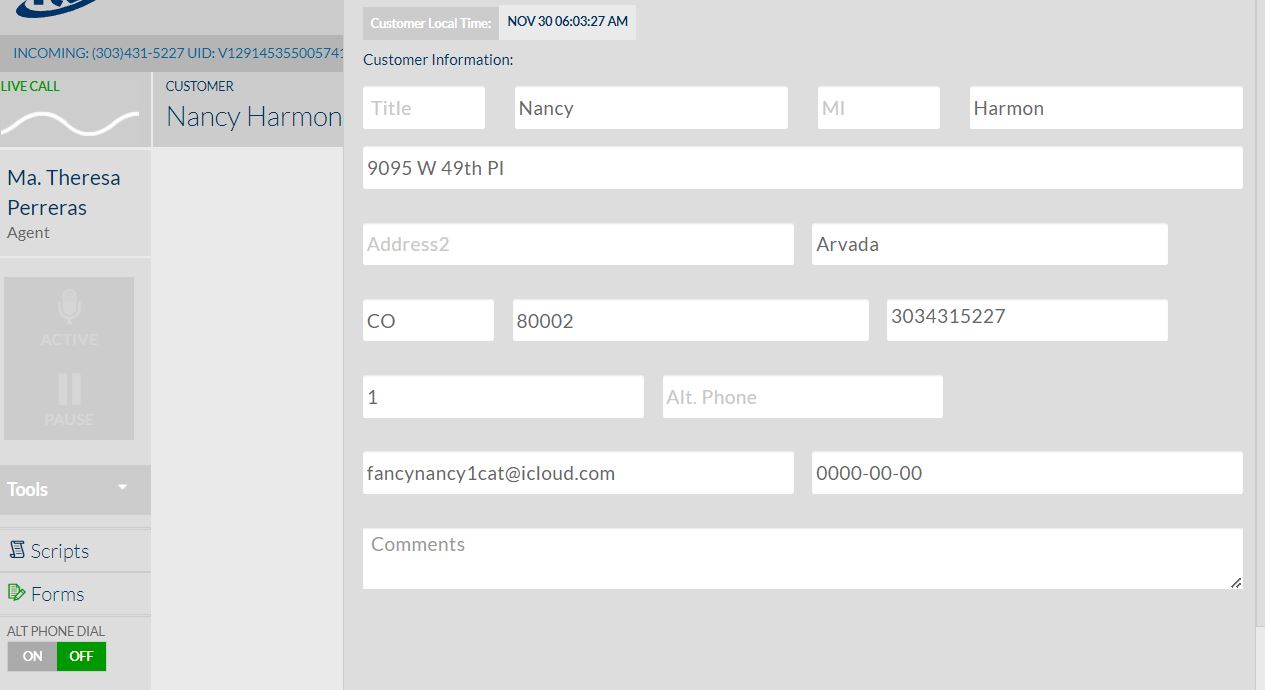 Customer Local Time: NOV 30 06:03:27 AM
INCOMING: (303)431-5227 UID: V12914535500574
Customer Information:
LIVE CALL
CUSTOMER
Nancy Harmon
Title Nancy MI Harmon
9095 W 49th Pl
Ma. Theresa
Perreras
Agent
Address2 Arvada
CO 80002 3034315227
ACTIVE
PAUSE
1 Alt. Phone
fancynancy1cat@icloud.com 0000-00-00
Tools
Comments
Scripts
Forms
ALT PHONE DIAL
ON OFF